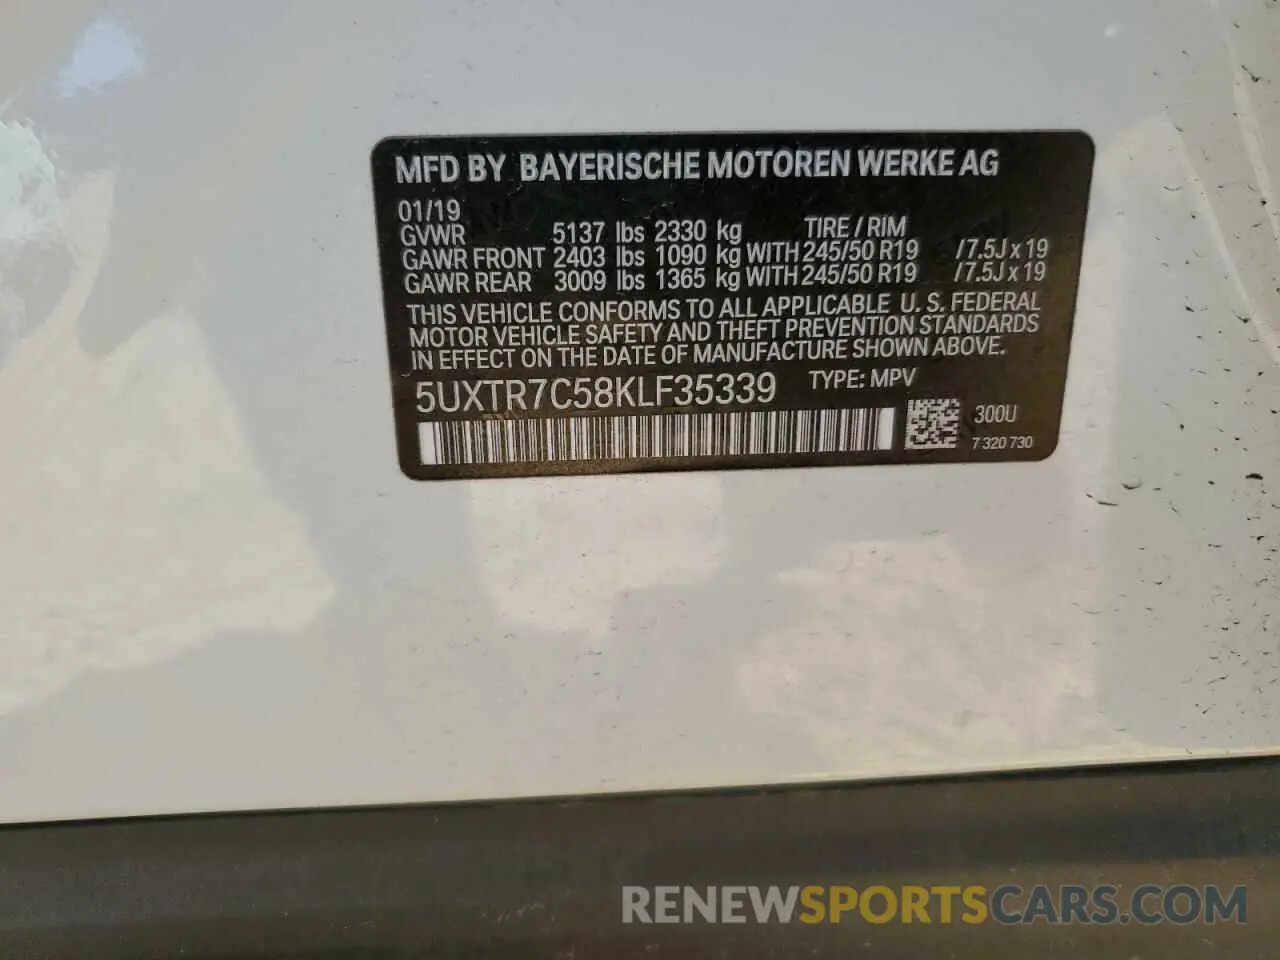 MFD BY BAYERISCHE MOTOREN WERKE AG
01/19
GVWR 5137 lbs 2330 kg TIRE / RIM
GAWR FRONT 2403 lbs 1090 kg WITH 245/50 R19 /7.5J x 19
GAWR REAR 3009 lbs 1365 kg WITH 245/50 R19 /7.5J x 19
THIS VEHICLE CONFORMS TO ALL APPLICABLE U. S. FEDERAL
MOTOR VEHICLE SAFETY AND THEFT PREVENTION STANDARDS
IN EFFECT ON THE DATE OF MANUFACTURE SHOWN ABOVE.
5UXTR7C58KLF35339 TYPE: MPV
300U
7 320 730
RENEWSPORTSCARS.COM